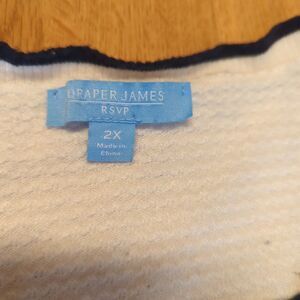 DRAPER JAMES
RSVP
2X
Made in
China